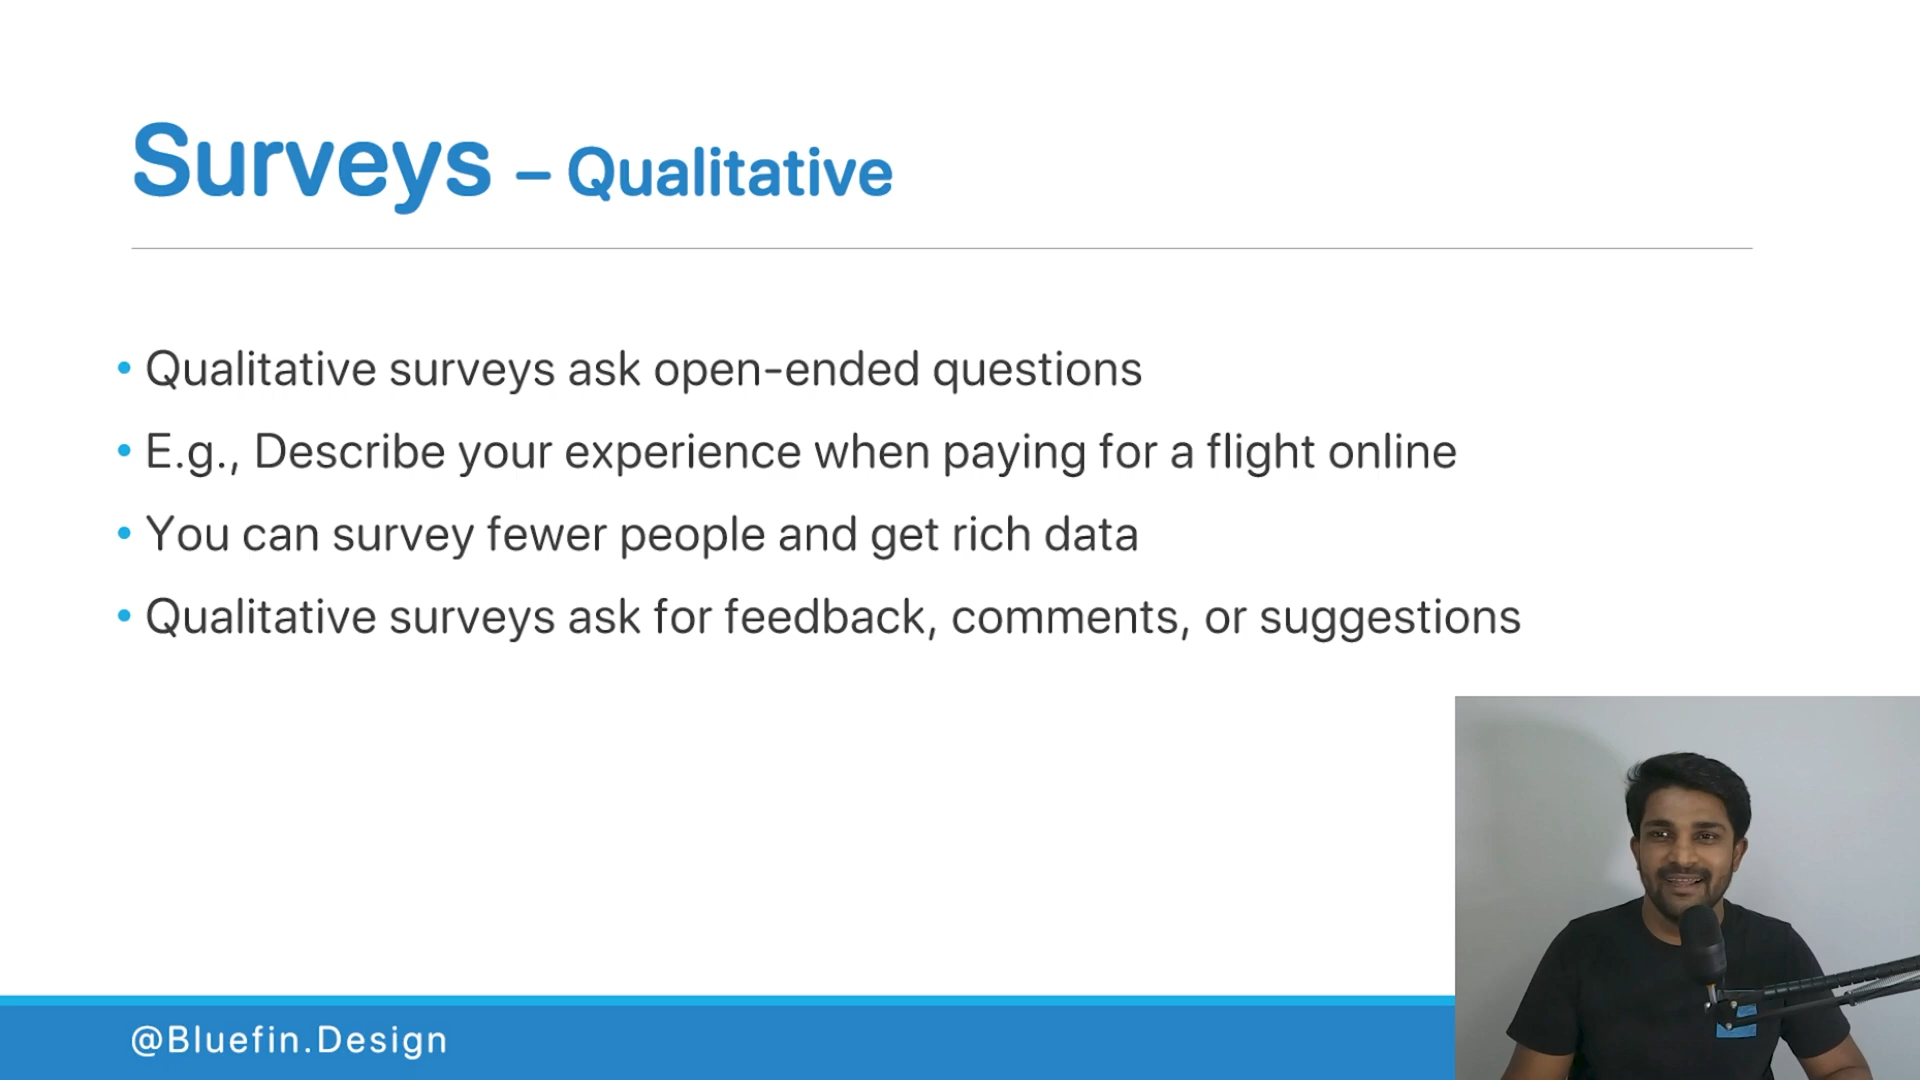 Surveys – Qualitative
• Qualitative surveys ask open-ended questions
• E.g., Describe your experience when paying for a flight online
• You can survey fewer people and get rich data
• Qualitative surveys ask for feedback, comments, or suggestions
@Bluefin.Design